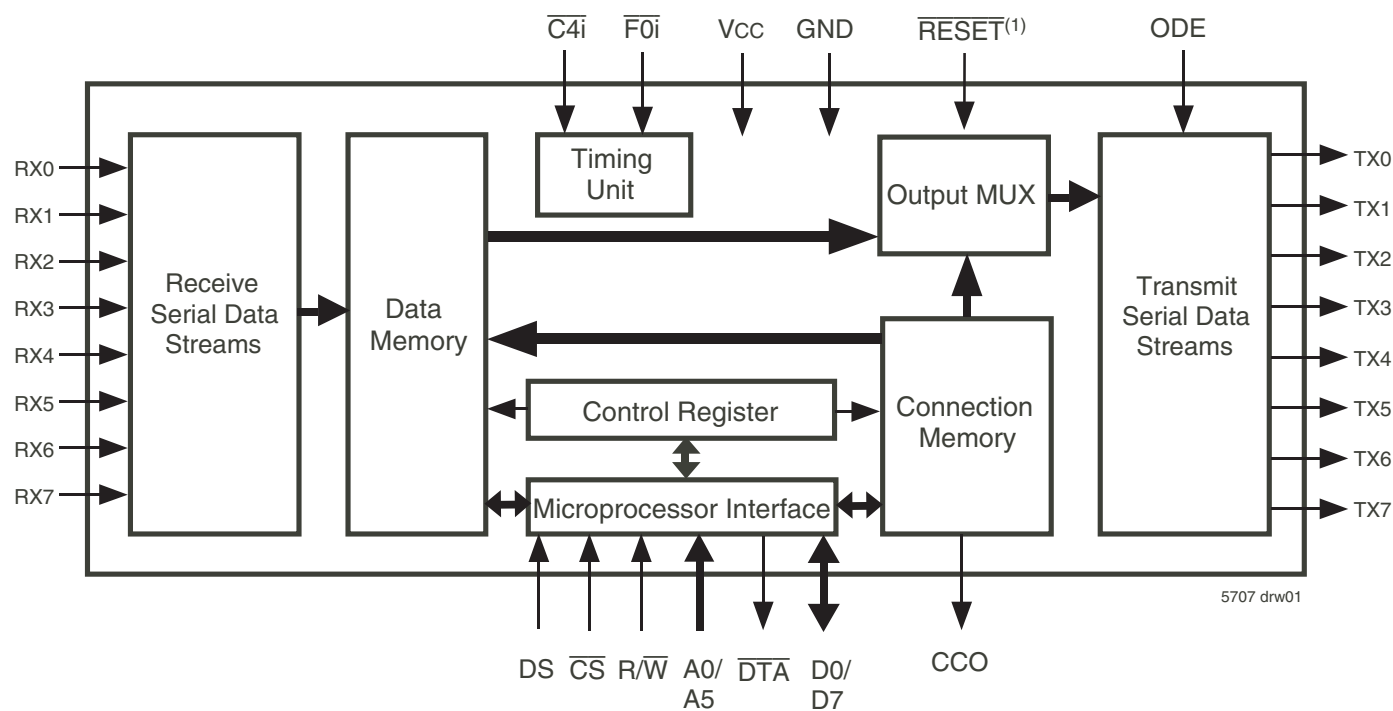 C4i F0i VCC GND RESET(1) ODE
RX0
RX1
RX2
RX3
RX4
RX5
RX6
RX7
Receive
Serial Data
Streams
Data
Memory
Timing
Unit
Output MUX
Control Register
Microprocessor Interface
Connection
Memory
Transmit
Serial Data
Streams
TX0
TX1
TX2
TX3
TX4
TX5
TX6
TX7
5707 drw01
DS CS R/W A0/ DTA D0/ CCO
A5 D7